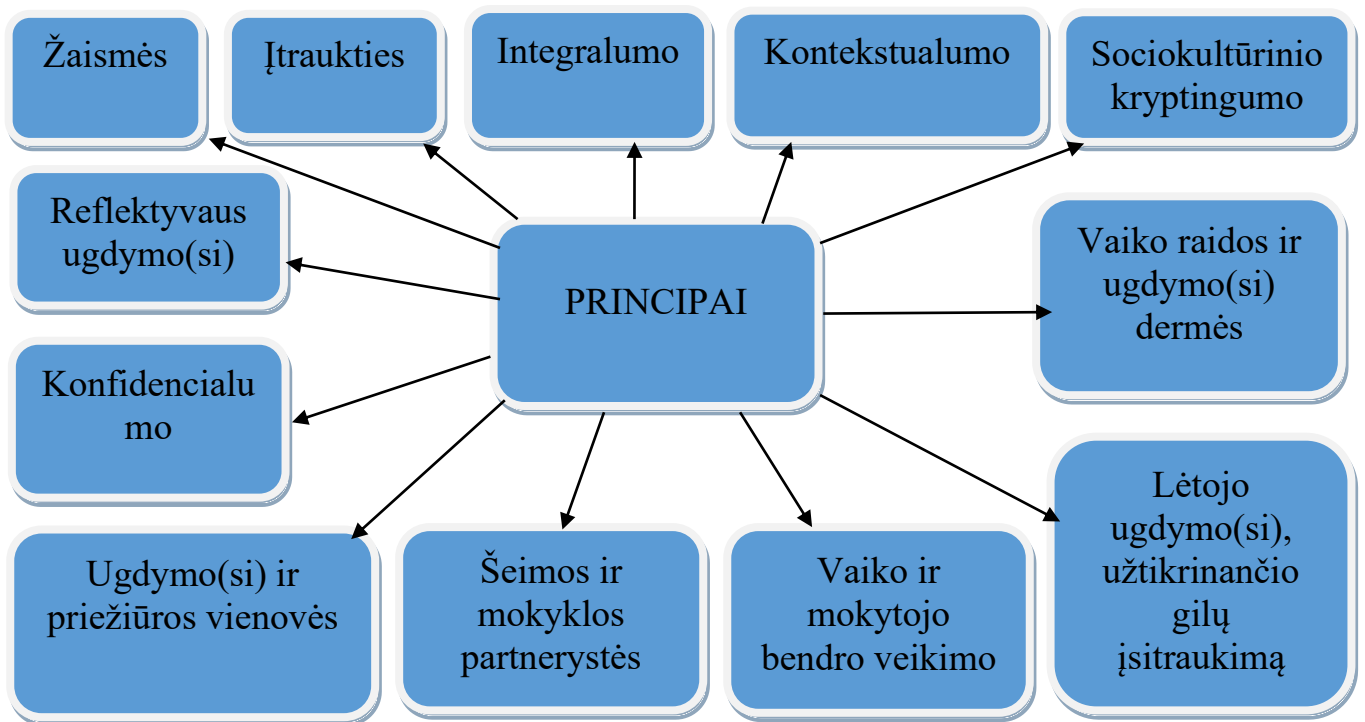 Žaismės
Įtraukties
Integralumo
Kontekstualumo
Sociokultūrinio
kryptingumo
Reflektyvaus
ugdymo(si)
PRINCIPAI
Vaiko raidos ir
ugdymo(si)
dermės
Konfidencialu
mo
Ugdymo(si) ir
priežiūros vienovės
Šeimos ir
mokyklos
partnerystės
Vaiko ir
mokytojo
bendro veikimo
Lėtojo
ugdymo(si),
užtikrinančio
gilų
įsitraukimą